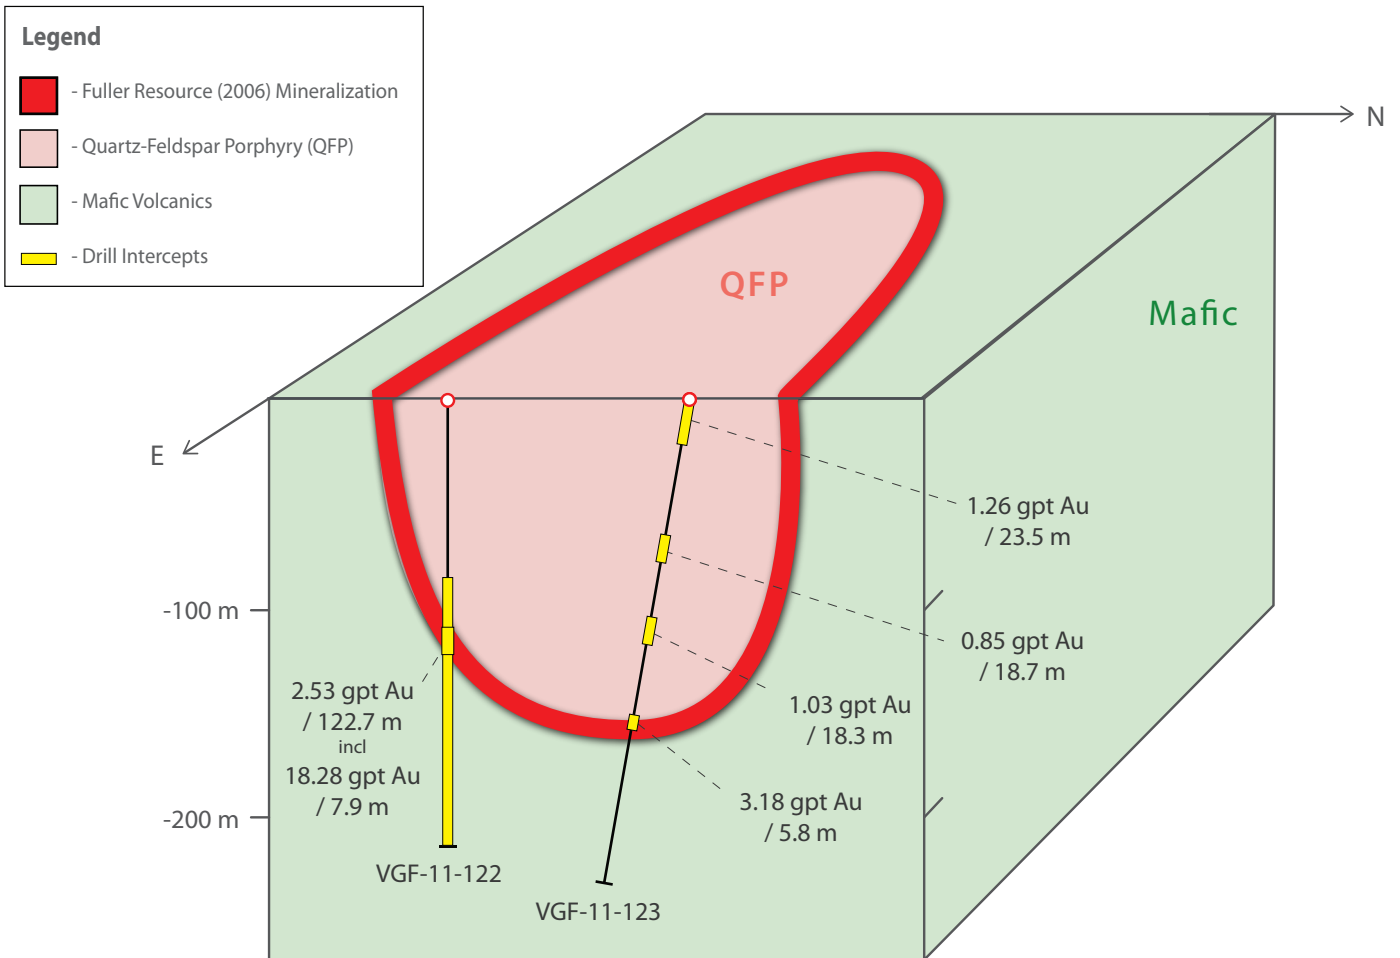 Legend
- Fuller Resource (2006) Mineralization
- Quartz-Feldspar Porphyry (QFP)
- Mafic Volcanics
- Drill Intercepts
N
QFP
Mafic
E
1.26 gpt Au
/ 23.5 m
-100 m
0.85 gpt Au
/ 18.7 m
2.53 gpt Au
/ 122.7 m
incl
18.28 gpt Au
/ 7.9 m
1.03 gpt Au
/ 18.3 m
3.18 gpt Au
/ 5.8 m
-200 m
VGF-11-122
VGF-11-123